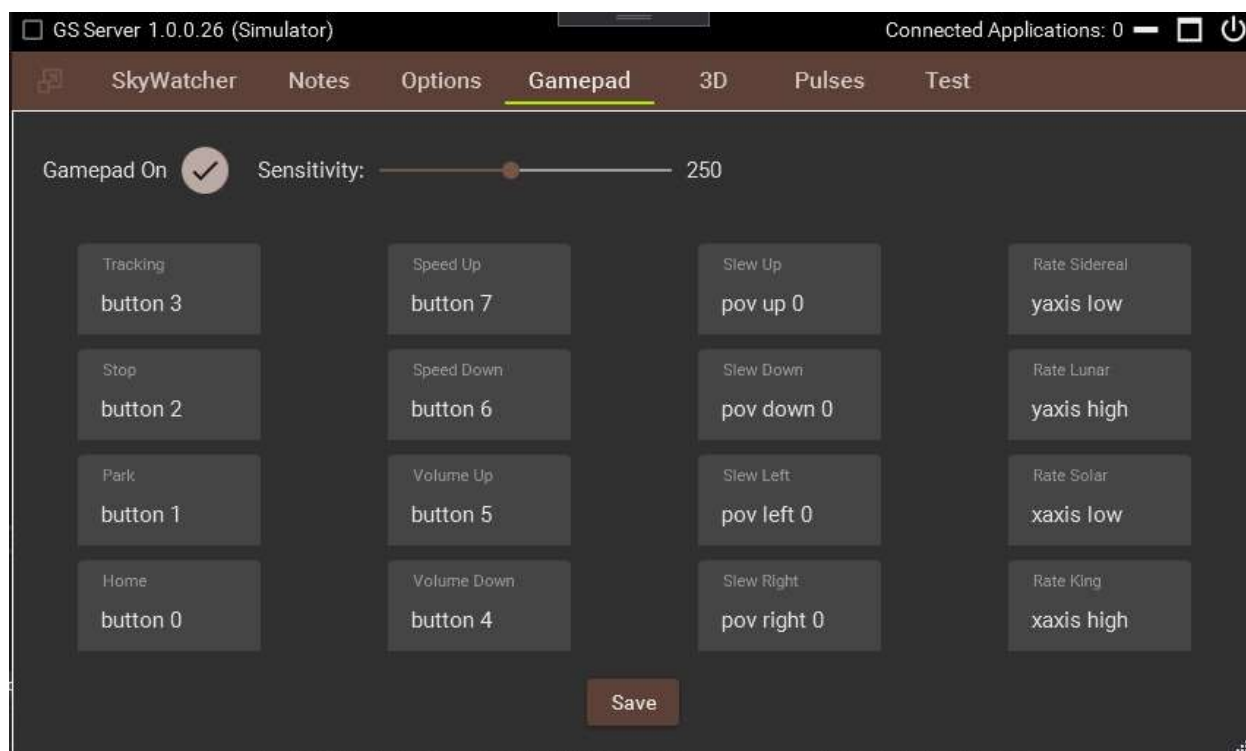 GS Server 1.0.0.26 (Simulator) Connected Applications: 0
SkyWatcher Notes Options Gamepad 3D Pulses Test
Gamepad On Sensitivity: 250
Tracking Speed Up Slew Up Rate Sidereal
button 3 button 7 pov up 0 yaxis low
Stop Speed Down Slew Down Rate Lunar
button 2 button 6 pov down 0 yaxis high
Park Volume Up Slew Left Rate Solar
button 1 button 5 pov left 0 xaxis low
Home Volume Down Slew Right Rate King
button 0 button 4 pov right 0 xaxis high
Save